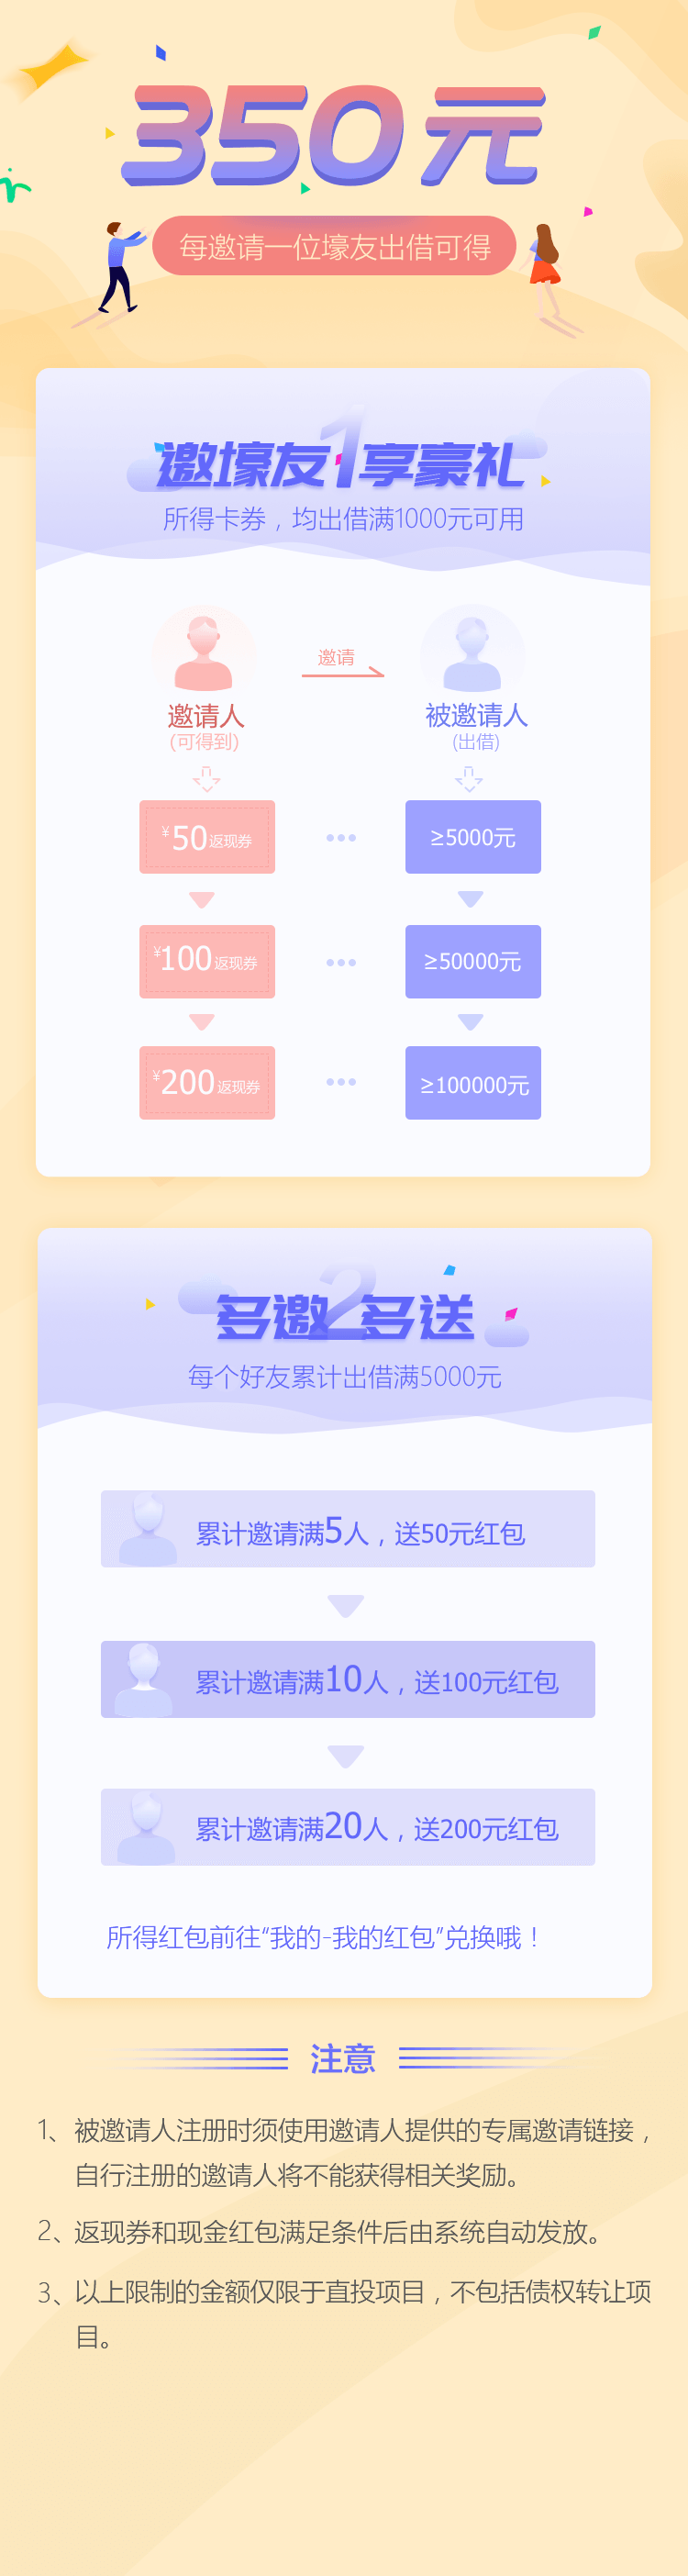 350元
每邀请一位壕友出借可得
邀壕友1享豪礼
所得卡券，均出借满1000元可用
邀请
邀请人
被邀请人
(可得到)
(出借)
¥50返现券
≥5000元
¥100返现券
≥50000元
¥200返现券
≥100000元
多邀2多送
每个好友累计出借满5000元
累计邀请满5人，送50元红包
累计邀请满10人，送100元红包
累计邀请满20人，送200元红包
所得红包前往“我的-我的红包”兑换哦！
注意
1、被邀请人注册时须使用邀请人提供的专属邀请链接，
自行注册的邀请人将不能获得相关奖励。
2、返现券和现金红包满足条件后由系统自动发放。
3、以上限制的金额仅限于直投项目，不包括债权转让项
目。